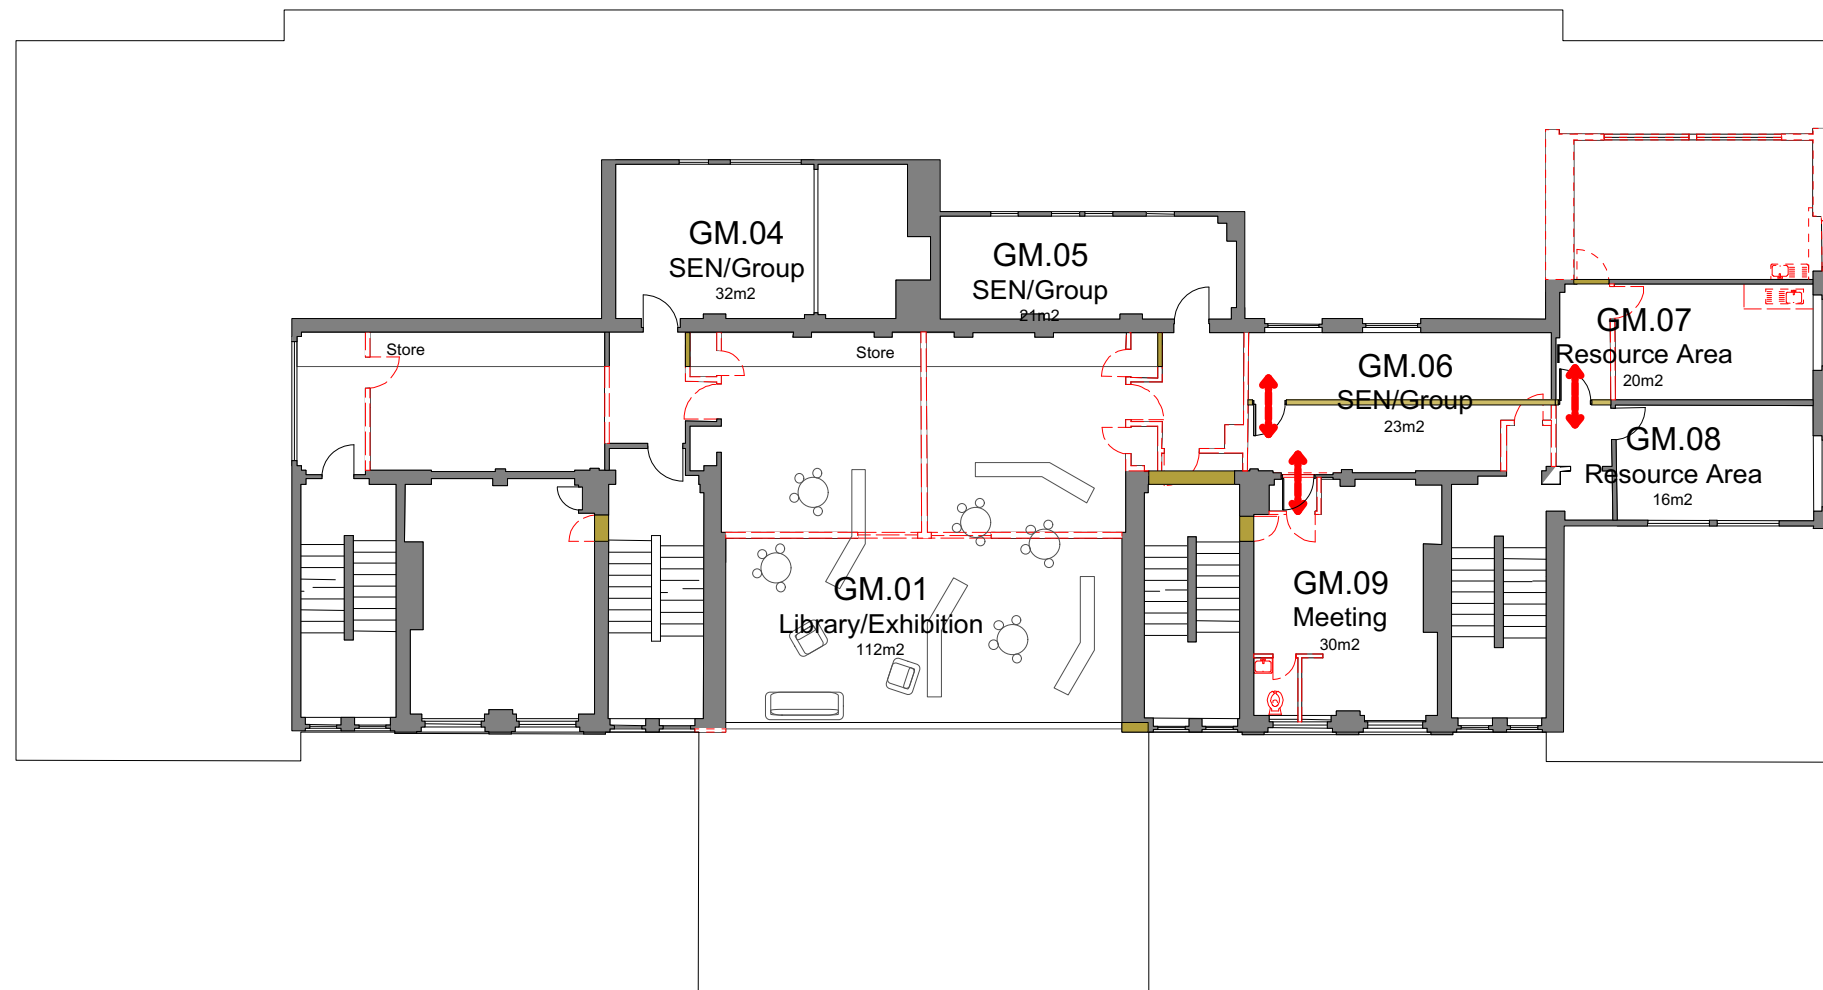 GM.04
SEN/Group
32m2
GM.05
SEN/Group
21m2
Store
Store
GM.06
SEN/Group
23m2
GM.07
Resource Area
20m2
GM.08
Resource Area
16m2
GM.01
Library/Exhibition
112m2
GM.09
Meeting
30m2